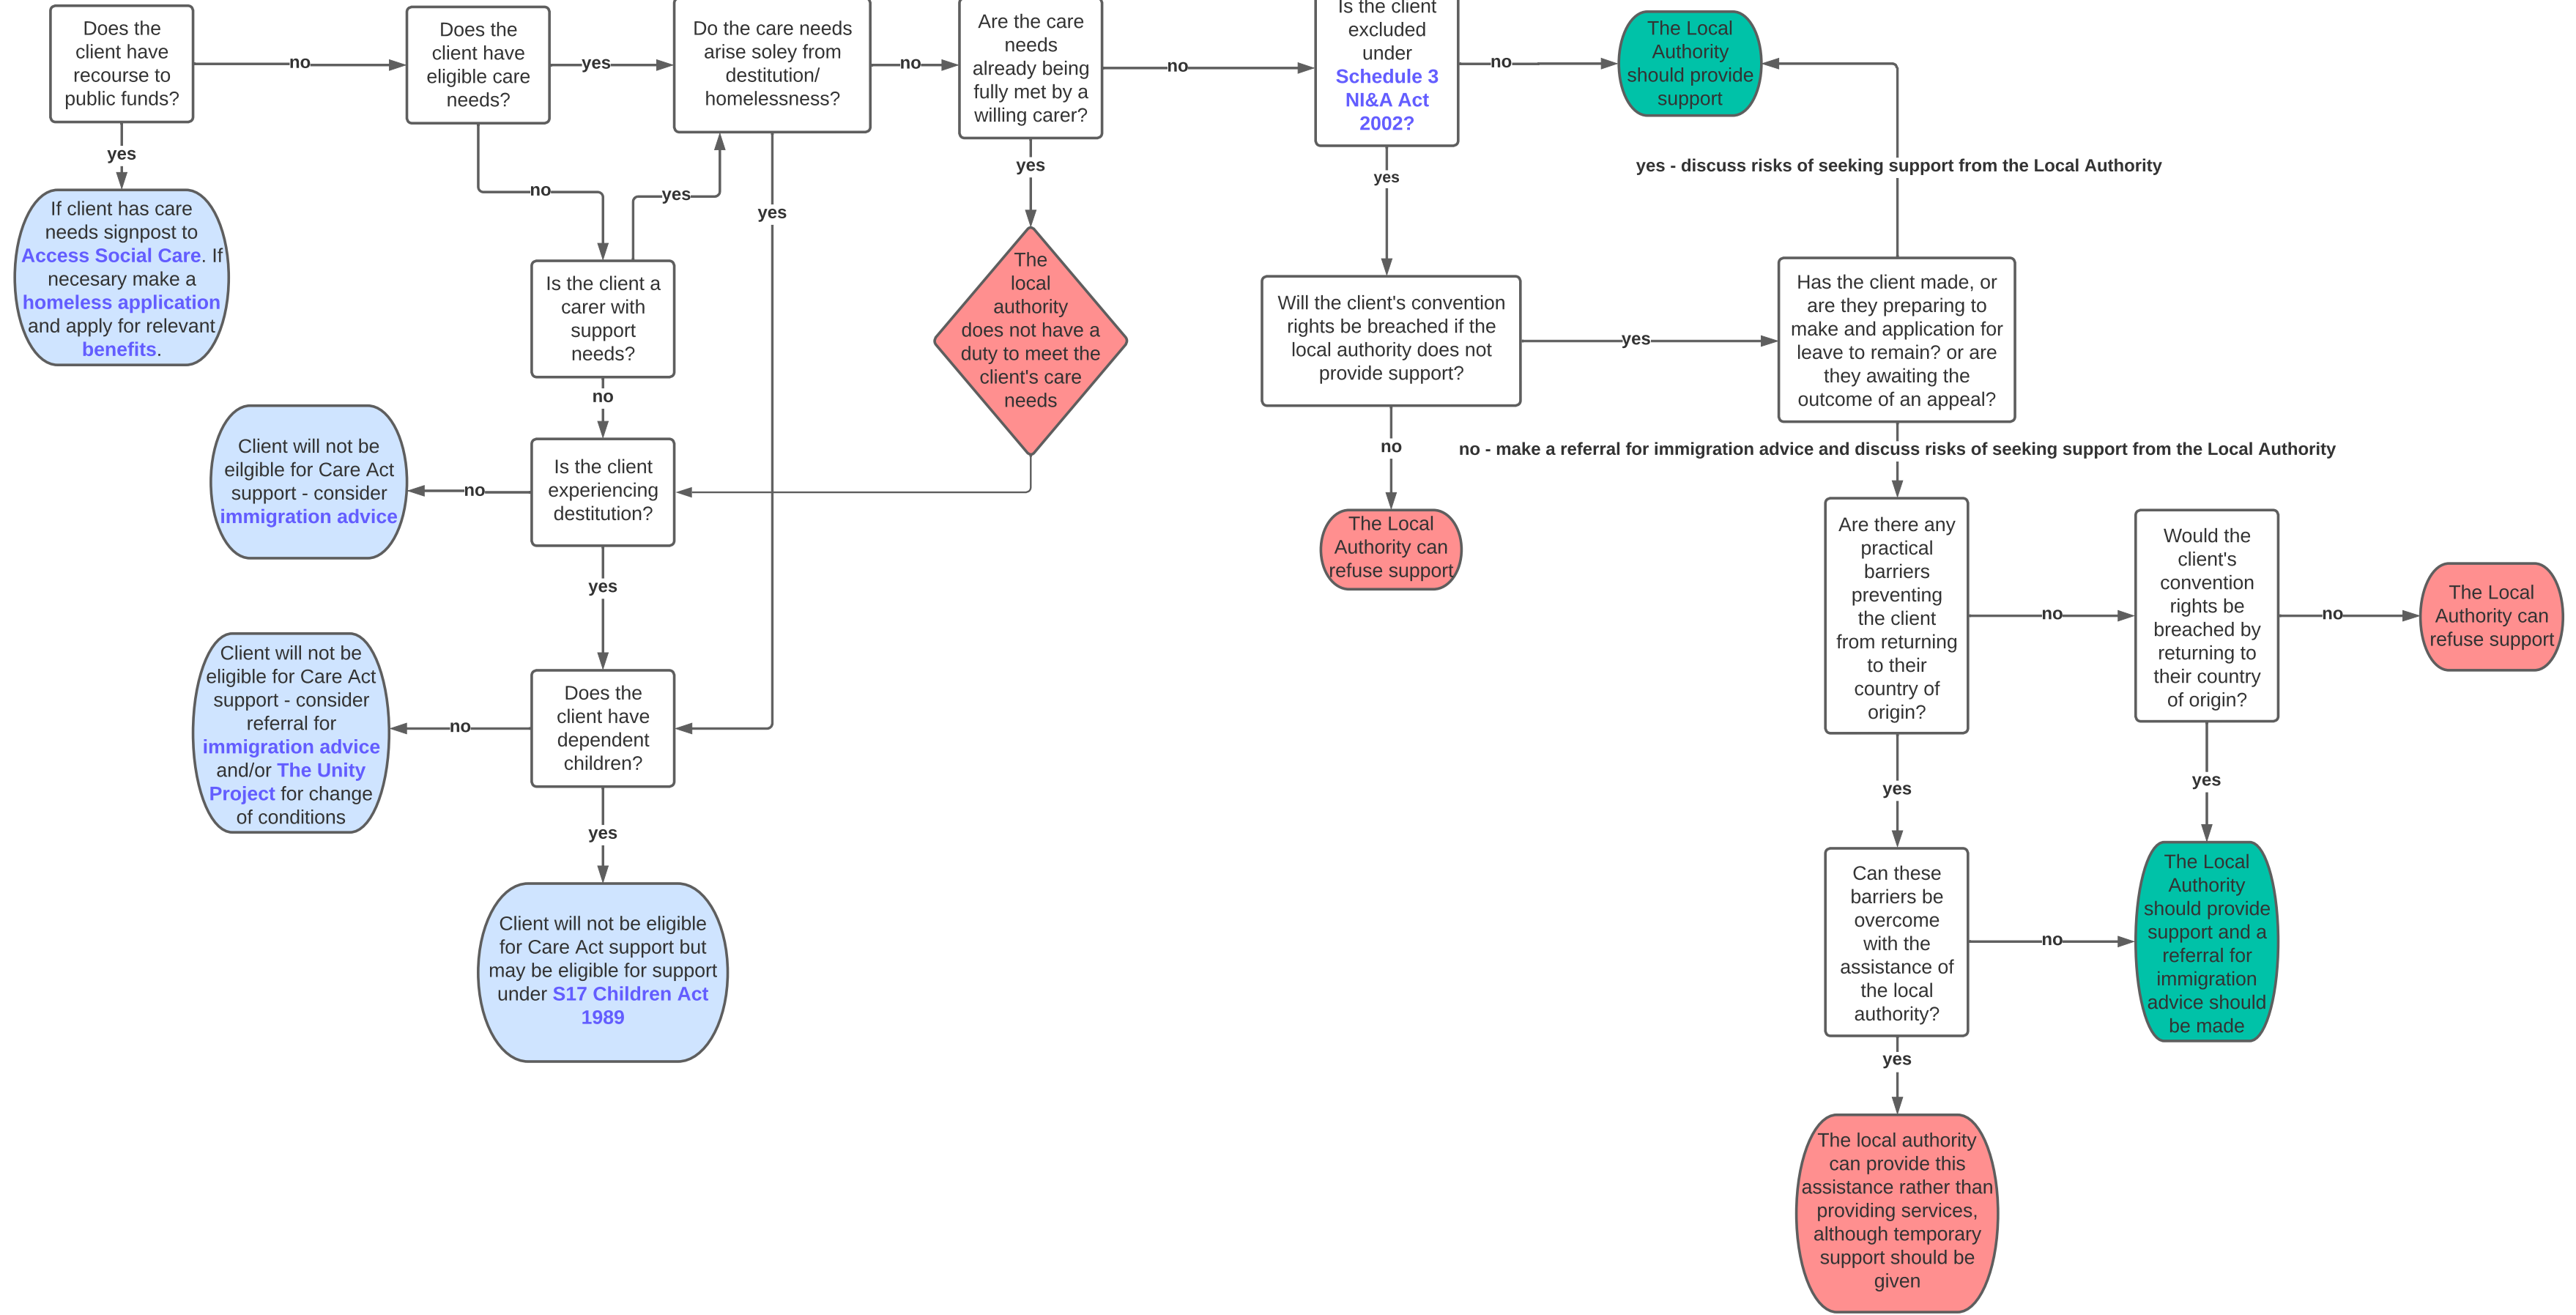 Does the
client have
recourse to
public funds?
no
Does the
client have
eligible care
needs?
yes
Do the care needs
arise soley from
destitution/
homelessness?
no
Are the care
needs
already being
fully met by a
willing carer?
no
Is the client
excluded
under
Schedule 3
NI&A Act
2002?
no
The Local
Authority
should provide
support
yes
If client has care
needs signpost to
Access Social Care. If
necesary make a
homeless application
and apply for relevant
benefits.
no
yes
yes
yes
yes
yes - discuss risks of seeking support from the Local Authority
Is the client a
carer with
support
needs?
The
local
authority
does not have a
duty to meet the
client's care
needs
Will the client's convention
rights be breached if the
local authority does not
provide support?
yes
Has the client made, or
are they preparing to
make and application for
leave to remain? or are
they awaiting the
outcome of an appeal?
no
no
no - make a referral for immigration advice and discuss risks of seeking support from the Local Authority
Client will not be
eilgible for Care Act
support - consider
immigration advice
no
Is the client
experiencing
destitution?
The Local
Authority can
refuse support
Are there any
practical
barriers
preventing
the client
from returning
to their
country of
origin?
no
Would the
client's
convention
rights be
breached by
returning to
their country
of origin?
no
The Local
Authority can
refuse support
yes
Client will not be
eligible for Care Act
support - consider
referral for
immigration advice
and/or The Unity
Project for change
of conditions
no
Does the
client have
dependent
children?
yes
yes
yes
Client will not be eligible
for Care Act support but
may be eligible for support
under S17 Children Act
1989
Can these
barriers be
overcome
with the
assistance of
the local
authority?
no
The Local
Authority
should provide
support and a
referral for
immigration
advice should
be made
yes
The local authority
can provide this
assistance rather than
providing services,
although temporary
support should be
given